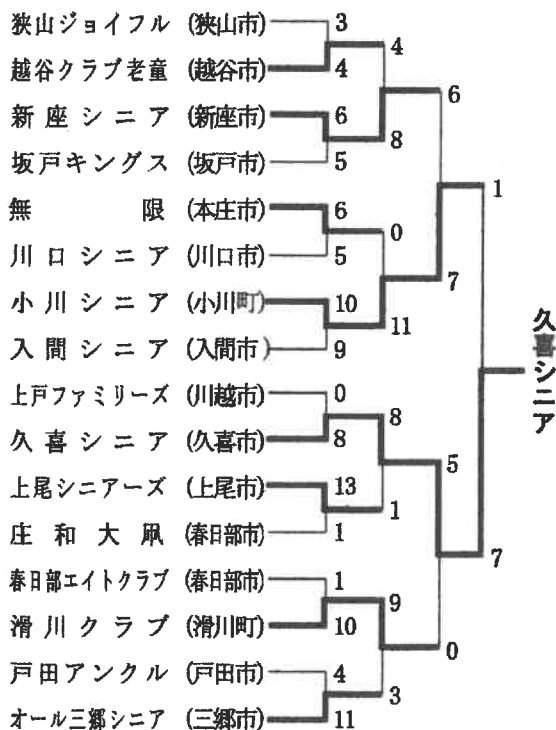 狭山ジョイフル (狭山市) 3
越谷クラブ老童 (越谷市) 4
4
新座シニア (新座市) 6
坂戸キングス (坂戸市) 5
8
6
無限 (本庄市) 6
川口シニア (川口市) 5
0
小川シニア (小川町) 10
入間シニア (入間市) 9
11
7
1
上戸ファミリーズ (川越市) 0
久喜シニア (久喜市) 8
8
上尾シニアーズ (上尾市) 13
庄和大凧 (春日部市) 1
1
5
春日部エイトクラブ (春日部市) 1
滑川クラブ (滑川町) 10
9
戸田アンクル (戸田市) 4
オール三郷シニア (三郷市) 11
3
0
7
久喜シニア